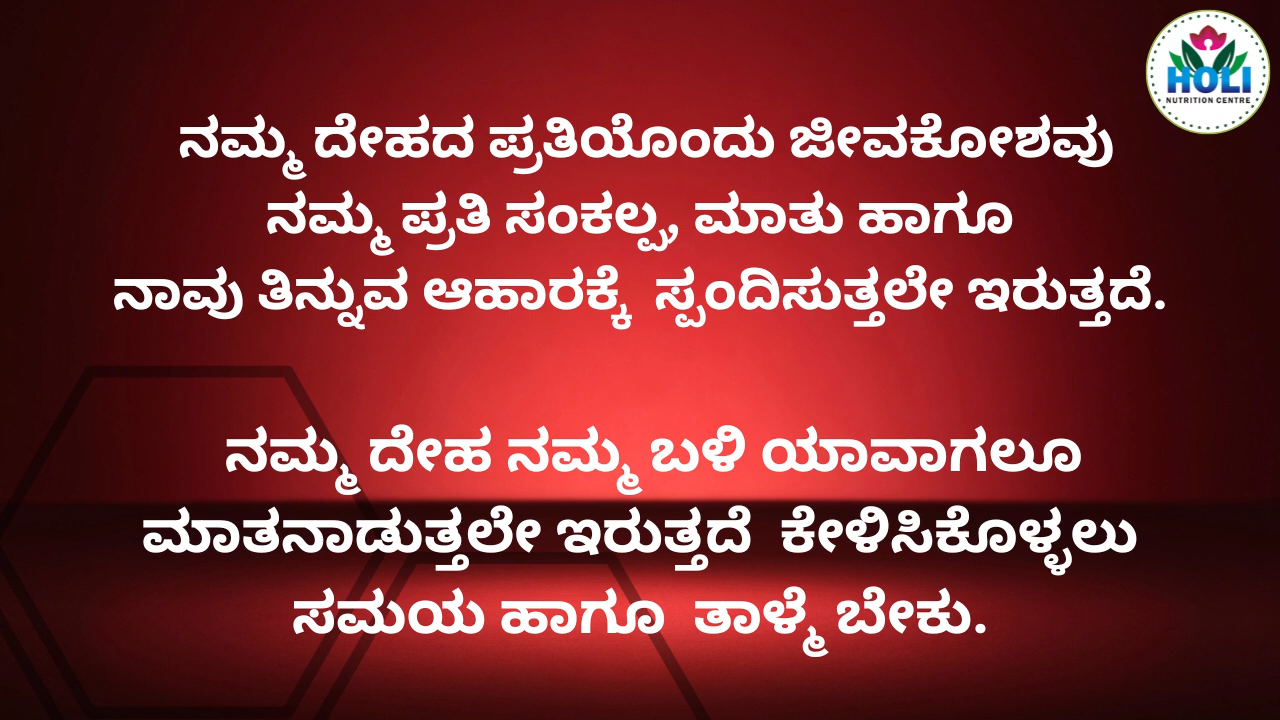 HOLI
NUTRITION CENTRE
ನಮ್ಮ ದೇಹದ ಪ್ರತಿಯೊಂದು ಜೀವಕೋಶವು
ನಮ್ಮ ಪ್ರತಿ ಸಂಕಲ್ಪ, ಮಾತು ಹಾಗೂ
ನಾವು ತಿನ್ನುವ ಆಹಾರಕ್ಕೆ ಸ್ಪಂದಿಸುತ್ತಲೇ ಇರುತ್ತದೆ.
ನಮ್ಮ ದೇಹ ನಮ್ಮ ಬಳಿ ಯಾವಾಗಲೂ
ಮಾತನಾಡುತ್ತಲೇ ಇರುತ್ತದೆ ಕೇಳಿಸಿಕೊಳ್ಳಲು
ಸಮಯ ಹಾಗೂ ತಾಳ್ಮೆ ಬೇಕು.